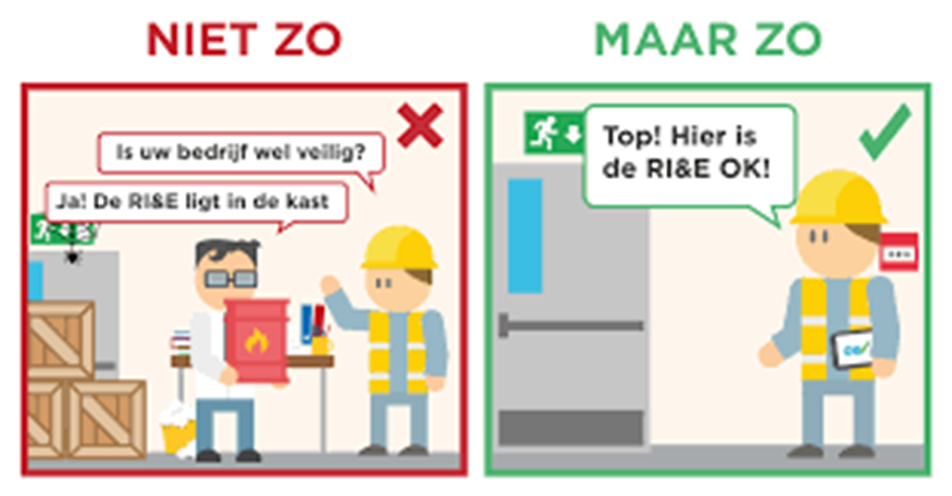 NIET ZO
MAAR ZO
Is uw bedrijf wel veilig?
Ja! De RI&E ligt in de kast
Top! Hier is
de RI&E OK!